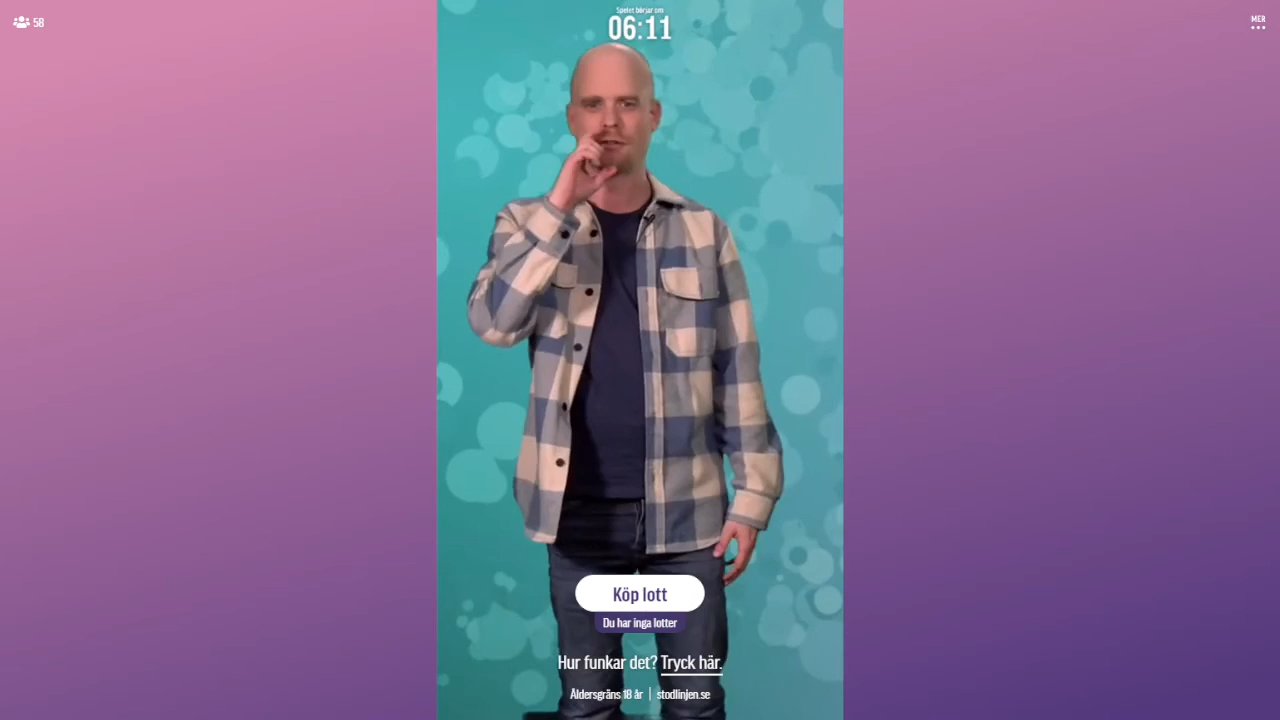 58
Spelet börjar om
06:11
MER
Köp lott
Du har inga lotter
Hur funkar det? Tryck här.
Åldersgräns 18 år | stodlinjen.se